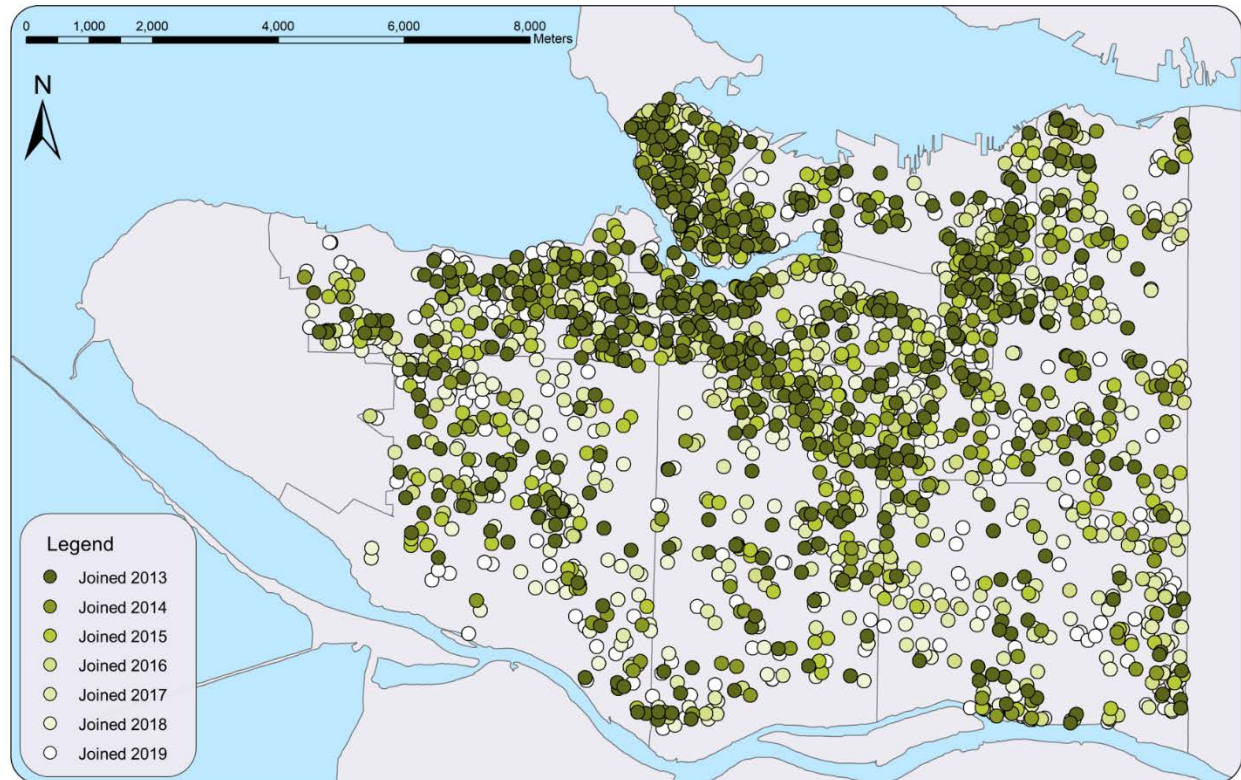 0 1,000 2,000 4,000 6,000 8,000
Meters
N
Legend
Joined 2013
Joined 2014
Joined 2015
Joined 2016
Joined 2017
Joined 2018
Joined 2019